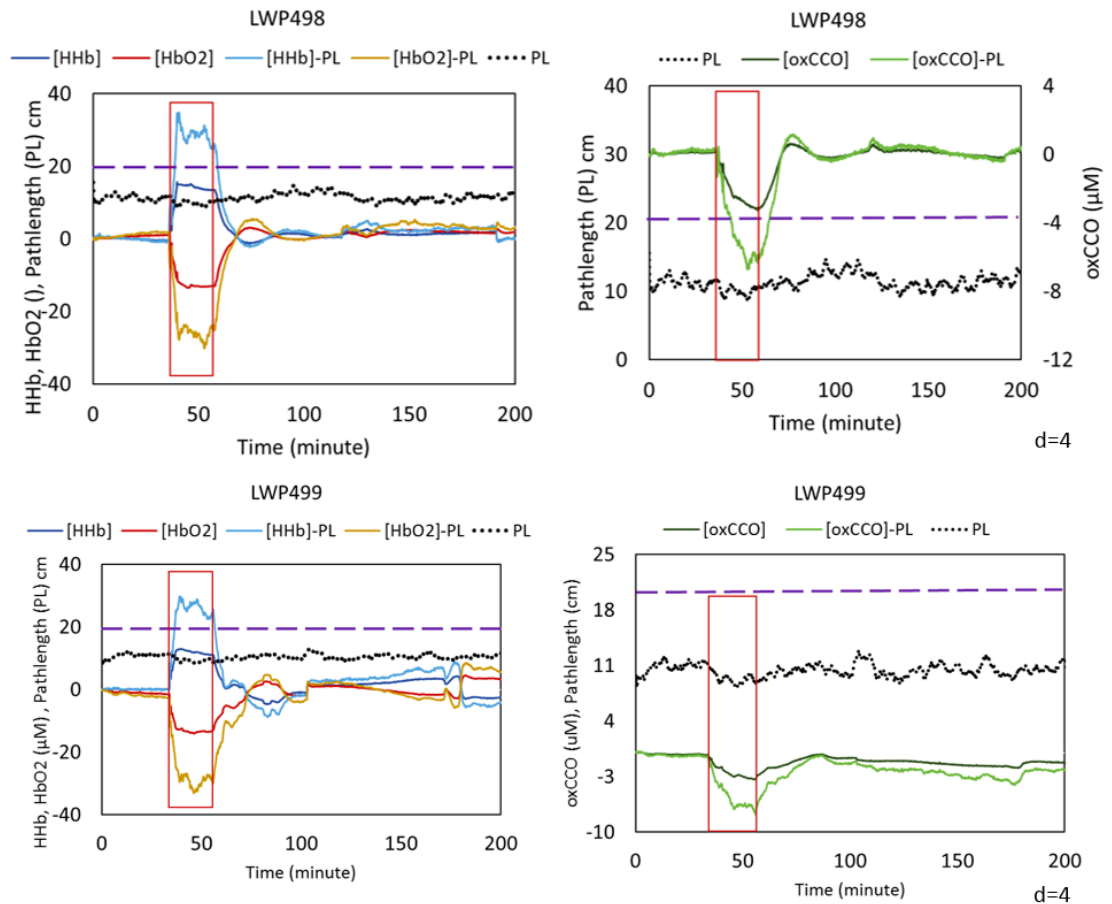 LWP498
[HHb] [HbO2] [HHb]-PL [HbO2]-PL PL
HHb, HbO2 (), Pathlength (PL) cm
40
20
0
-20
-40
0 50 100 150 200
Time (minute)
LWP498
PL [oxCCO] [oxCCO]-PL
Pathlength (PL) cm
40
30
20
10
0
4
0
-4
-8
-12
oxCCO (µM)
0 50 100 150 200
Time (minute)
d=4
LWP499
[HHb] [HbO2] [HHb]-PL [HbO2]-PL PL
HHb, HbO2 (µM) , Pathlength (PL) cm
40
20
0
-20
-40
0 50 100 150 200
Time (minute)
LWP499
[oxCCO] [oxCCO]-PL PL
oxCCO (uM), Pathlength (cm)
25
18
11
4
-3
-10
0 50 100 150 200
Time (minute)
d=4